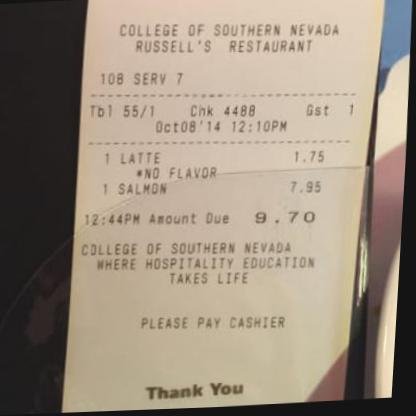 COLLEGE OF SOUTHERN NEVADA
RUSSELL'S RESTAURANT
108 SERV 7
Tbl 55/1 Chk 4488 Gst 1
Oct08'14 12:10PM
1 LATTE 1.75
*NO FLAVOR
1 SALMON 7.95
12:44PM Amount Due 9.70
COLLEGE OF SOUTHERN NEVADA
WHERE HOSPITALITY EDUCATION
TAKES LIFE
PLEASE PAY CASHIER
Thank You